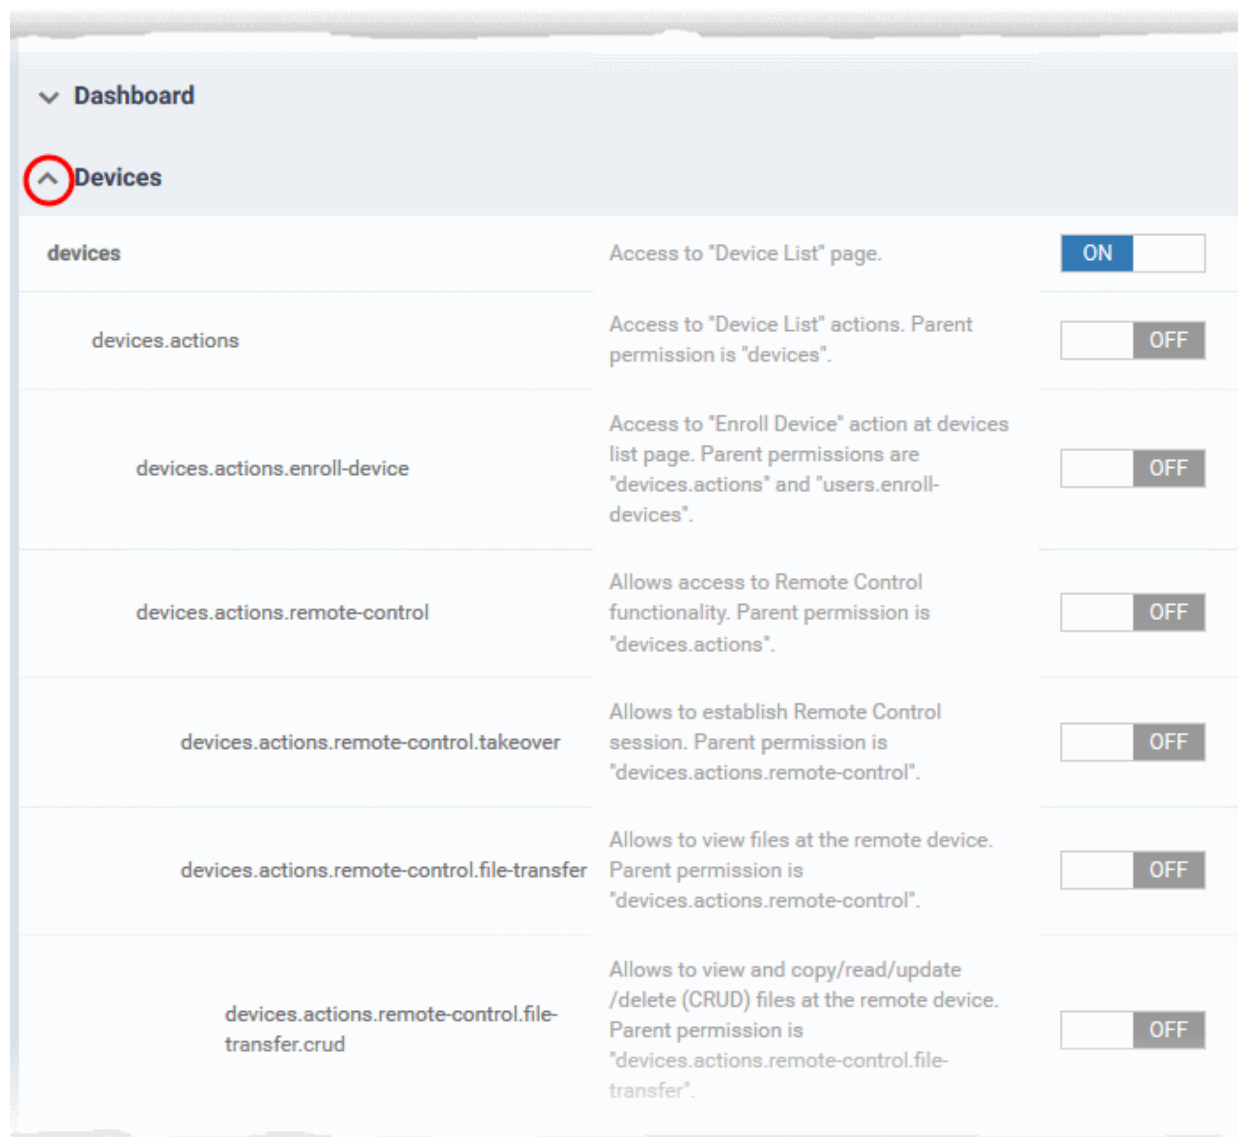 Dashboard
Devices
devices
Access to "Device List" page.
ON
devices.actions
Access to "Device List" actions. Parent
permission is "devices".
OFF
devices.actions.enroll-device
Access to "Enroll Device" action at devices
list page. Parent permissions are
"devices.actions" and "users.enroll-
devices".
OFF
devices.actions.remote-control
Allows access to Remote Control
functionality. Parent permission is
"devices.actions".
OFF
devices.actions.remote-control.takeover
Allows to establish Remote Control
session. Parent permission is
"devices.actions.remote-control".
OFF
devices.actions.remote-control.file-transfer
Allows to view files at the remote device.
Parent permission is
"devices.actions.remote-control".
OFF
devices.actions.remote-control.file-
transfer.crud
Allows to view and copy/read/update
/delete (CRUD) files at the remote device.
Parent permission is
"devices.actions.remote-control.file-
transfer".
OFF